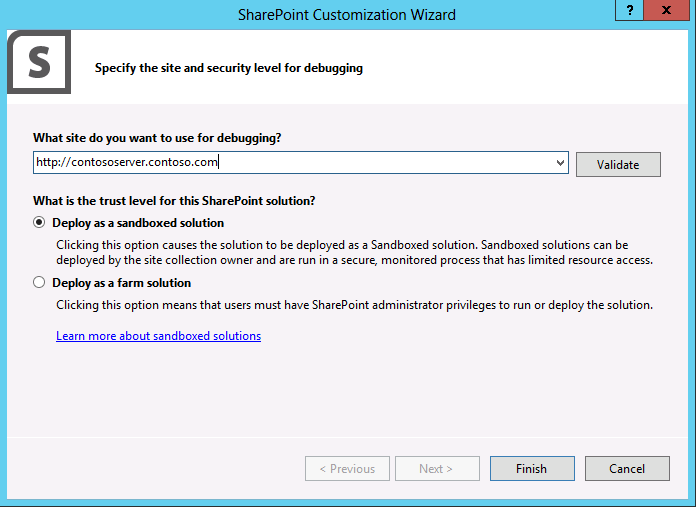 SharePoint Customization Wizard
?
x
S
Specify the site and security level for debugging
What site do you want to use for debugging?
http://contososerver.contoso.com
Validate
What is the trust level for this SharePoint solution?
Deploy as a sandboxed solution
Clicking this option causes the solution to be deployed as a Sandboxed solution. Sandboxed solutions can be
deployed by the site collection owner and are run in a secure, monitored process that has limited resource access.
Deploy as a farm solution
Clicking this option means that users must have SharePoint administrator privileges to run or deploy the solution.
Learn more about sandboxed solutions
< Previous
Next >
Finish
Cancel